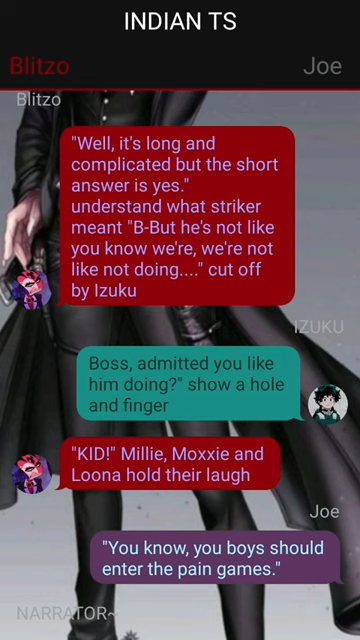 INDIAN TS
Blitzo
Joe
Blitzo
"Well, it's long and
complicated but the short
answer is yes."
understand what striker
meant "B-But he's not like
you know we're, we're not
like not doing...." cut off
by Izuku
IZUKU
Boss, admitted you like
him doing?" show a hole
and finger
"KID!" Millie, Moxxie and
Loona hold their laugh
Joe
"You know, you boys should
enter the pain games."
NARRATOR~